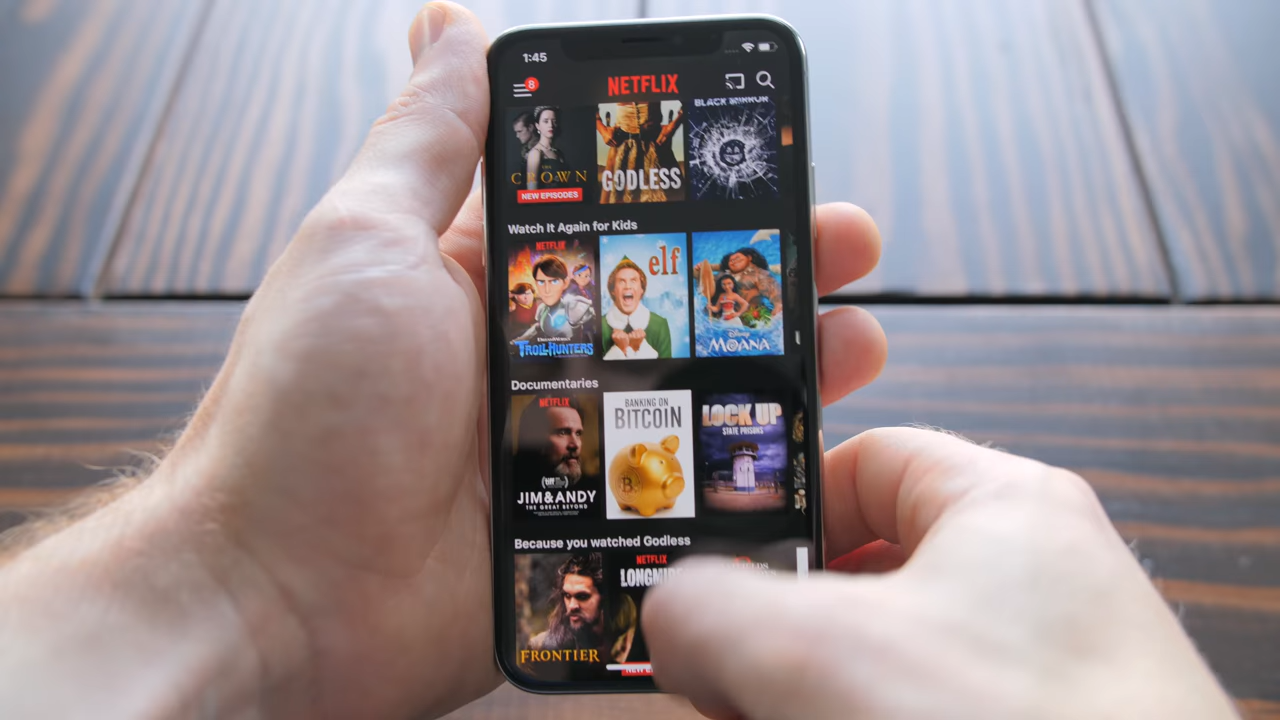 1:45
8
NETFLIX
BLACK MIRROR
THE
CROWN
NEW EPISODES
GODLESS
Watch It Again for Kids
NETFLIX
elf
DREAMWORKS
TROLLHUNTERS
Disney
MOANA
Documentaries
NETFLIX
BANKING ON
BITCOIN
B
LOCK UP
STATE PRISONS
tiff
JIM&ANDY
THE GREAT BEYOND
Because you watched Godless
NETFLIX
FRONTIER